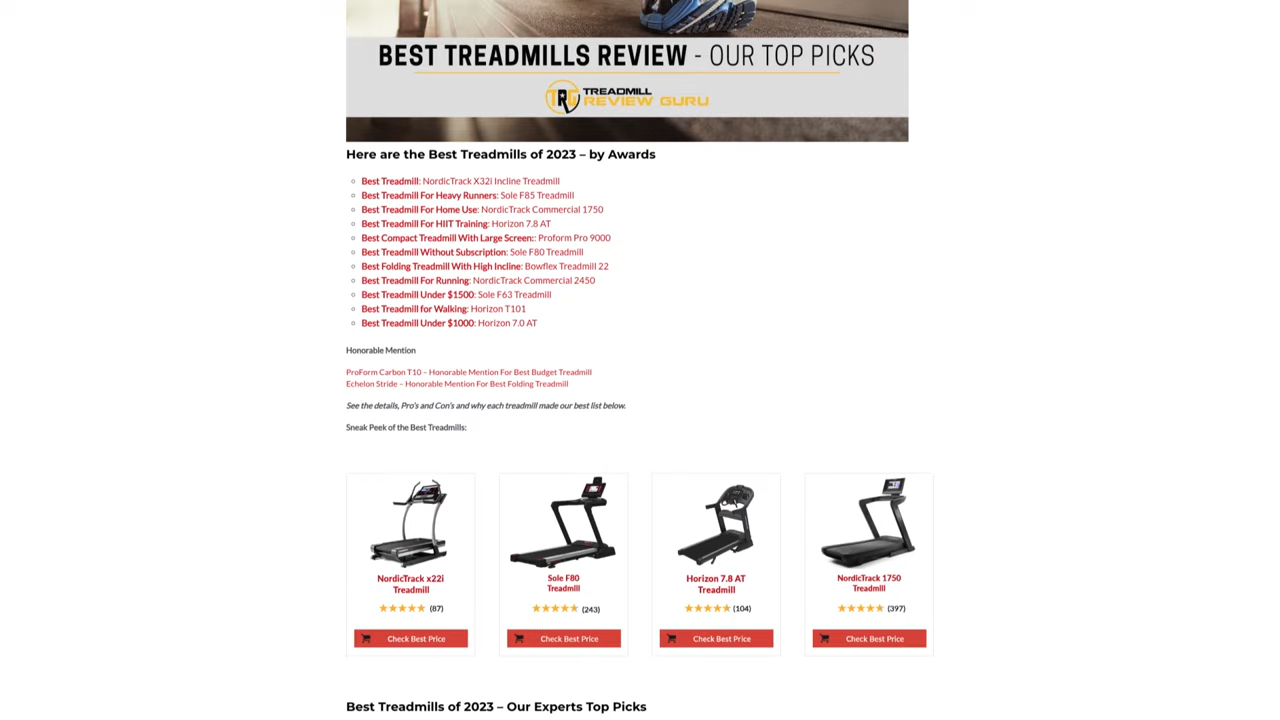 BEST TREADMILLS REVIEW - OUR TOP PICKS
TRG TREADMILL
REVIEW GURU
Here are the Best Treadmills of 2023 – by Awards
Best Treadmill: NordicTrack X32i Incline Treadmill
Best Treadmill For Heavy Runners: Sole F85 Treadmill
Best Treadmill For Home Use: NordicTrack Commercial 1750
Best Treadmill For HIIT Training: Horizon 7.8 AT
Best Compact Treadmill With Large Screen:: Proform Pro 9000
Best Treadmill Without Subscription: Sole F80 Treadmill
Best Folding Treadmill With High Incline: Bowflex Treadmill 22
Best Treadmill For Running: NordicTrack Commercial 2450
Best Treadmill Under $1500: Sole F63 Treadmill
Best Treadmill for Walking: Horizon T101
Best Treadmill Under $1000: Horizon 7.0 AT
Honorable Mention
ProForm Carbon T10 – Honorable Mention For Best Budget Treadmill
Echelon Stride – Honorable Mention For Best Folding Treadmill
See the details, Pro's and Con's and why each treadmill made our best list below.
Sneak Peek of the Best Treadmills:
NordicTrack x22i
Treadmill
(87)
Check Best Price
Sole F80
Treadmill
(243)
Check Best Price
Horizon 7.8 AT
Treadmill
(104)
Check Best Price
NordicTrack 1750
Treadmill
(397)
Check Best Price
Best Treadmills of 2023 – Our Experts Top Picks